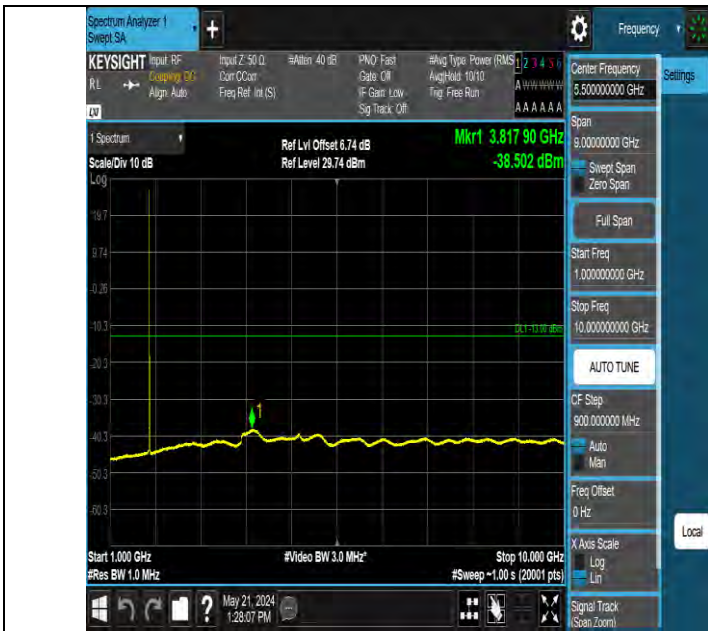 Spectrum Analyzer 1
Swept SA
+
Frequency
Settings
KEYSIGHT
RL
Input: RF
Coupling: DC
Align: Auto
Input Z: 50 Ω
Corr CCorr
Freq Ref: Int (S)
#Atten: 40 dB
PNO: Fast
Gate: Off
IF Gain: Low
Sig Track: Off
#Avg Type: Power (RMS
Avg|Hold: 10/10
Trig: Free Run
1 2 3 4 5 6
A W W W W W
A A A A A A
1 Spectrum
Scale/Div 10 dB
Ref Lvl Offset 6.74 dB
Ref Level 29.74 dBm
Mkr1 3.817 90 GHz
-38.502 dBm
Log
19.7
9.74
-0.26
-10.3
DL1 -13.00 dBm
-20.3
-30.3
1
-40.3
-50.3
-60.3
Start 1.000 GHz
#Res BW 1.0 MHz
#Video BW 3.0 MHz*
Stop 10.000 GHz
#Sweep ~1.00 s (20001 pts)
?
May 21, 2024
1:28:07 PM
Center Frequency
5.500000000 GHz
Span
9.00000000 GHz
Swept Span
Zero Span
Full Span
Start Freq
1.000000000 GHz
Stop Freq
10.000000000 GHz
AUTO TUNE
CF Step
900.000000 MHz
Auto
Man
Freq Offset
0 Hz
X Axis Scale
Log
Lin
Signal Track
(Span Zoom)
Local